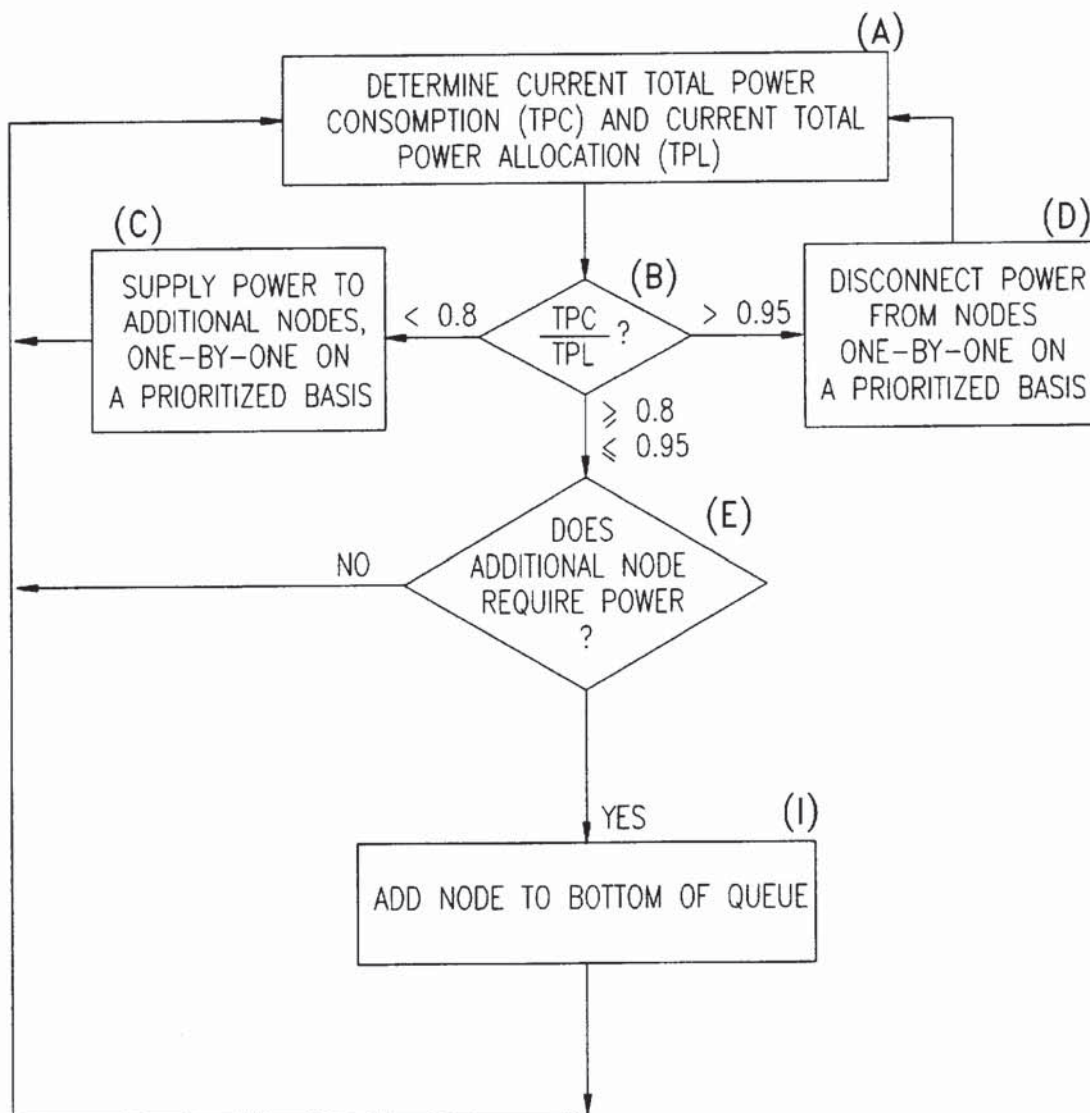 (A)
DETERMINE CURRENT TOTAL POWER
CONSOMPTION (TPC) AND CURRENT TOTAL
POWER ALLOCATION (TPL)
(C)
SUPPLY POWER TO
ADDITIONAL NODES,
ONE-BY-ONE ON
A PRIORITIZED BASIS
< 0.8
(B)
TPC
TPL
?
> 0.95
(D)
DISCONNECT POWER
FROM NODES
ONE-BY-ONE ON
A PRIORITIZED BASIS
⩾ 0.8
⩽ 0.95
(E)
DOES
ADDITIONAL NODE
REQUIRE POWER
?
NO
YES
(I)
ADD NODE TO BOTTOM OF QUEUE